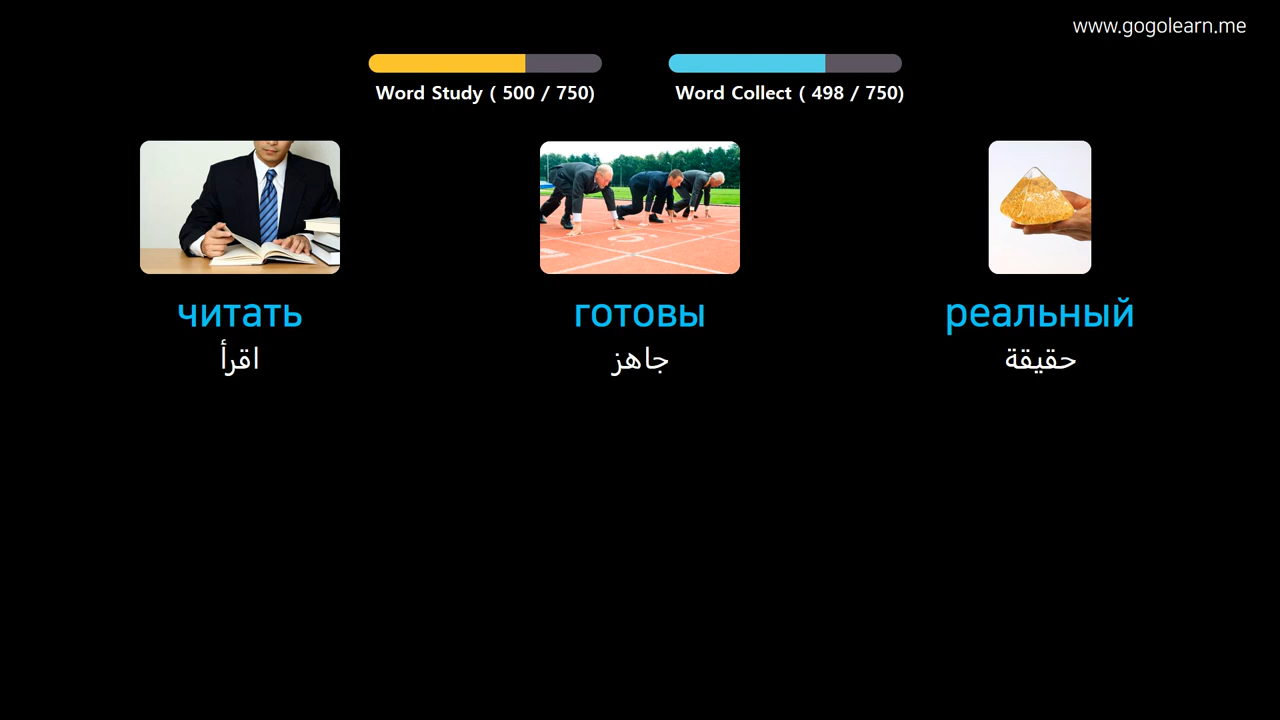 www.gogolearn.me
Word Study ( 500 / 750)
Word Collect ( 498 / 750)
читать
готовы
реальный
اقرأ
جاهز
حقيقة